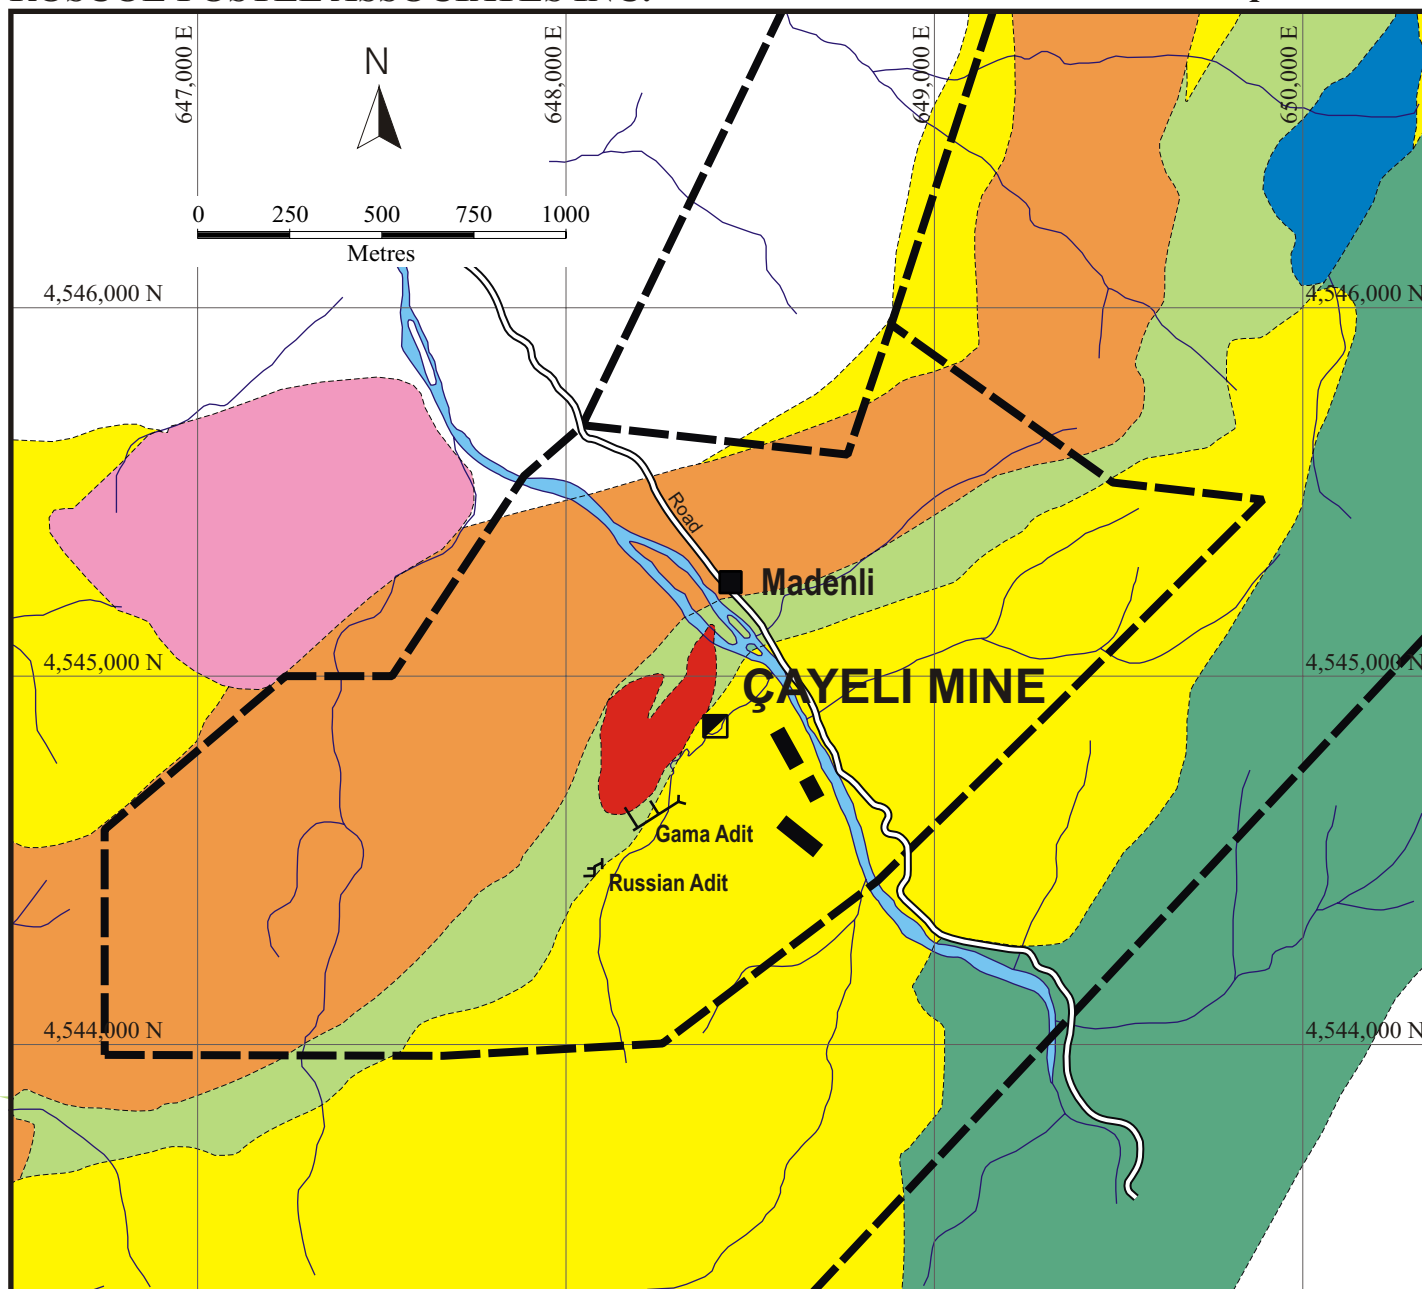 647,000 E
648,000 E
649,000 E
650,000 E
N
0 250 500 750 1000
Metres
4,546,000 N
4,546,000 N
Road
Madenli
4,545,000 N
4,545,000 N
ÇAYELI MINE
Gama Adit
Russian Adit
4,544,000 N
4,544,000 N